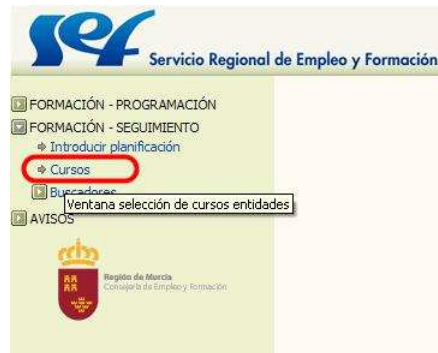 sef
Servicio Regional de Empleo y Formación
FORMACIÓN - PROGRAMACIÓN
FORMACIÓN - SEGUIMIENTO
Introducir planificación
Cursos
Buscadores
Ventana selección de cursos entidades
AVISOS
Región de Murcia
Consejería de Empleo y Formación